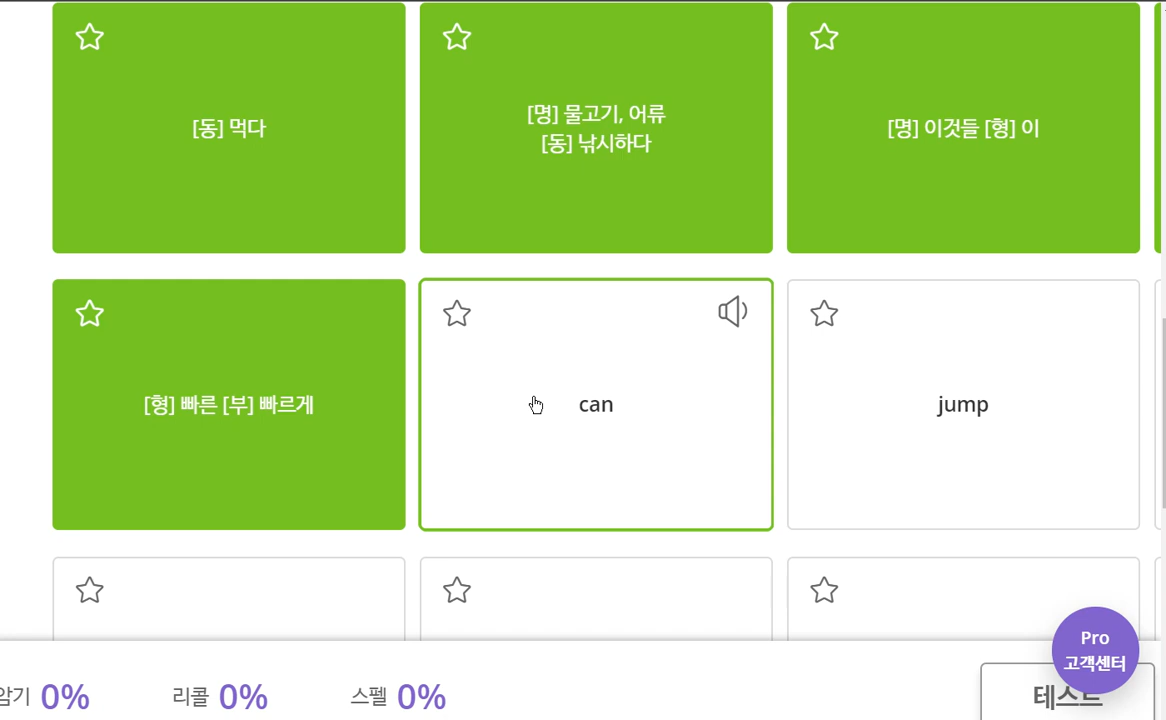 [동] 먹다
[명] 물고기, 어류
[동] 낚시하다
[명] 이것들 [형] 이
[형] 빠른 [부] 빠르게
can
jump
Pro
고객센터
암기 0%
리콜 0%
스펠 0%
테스트